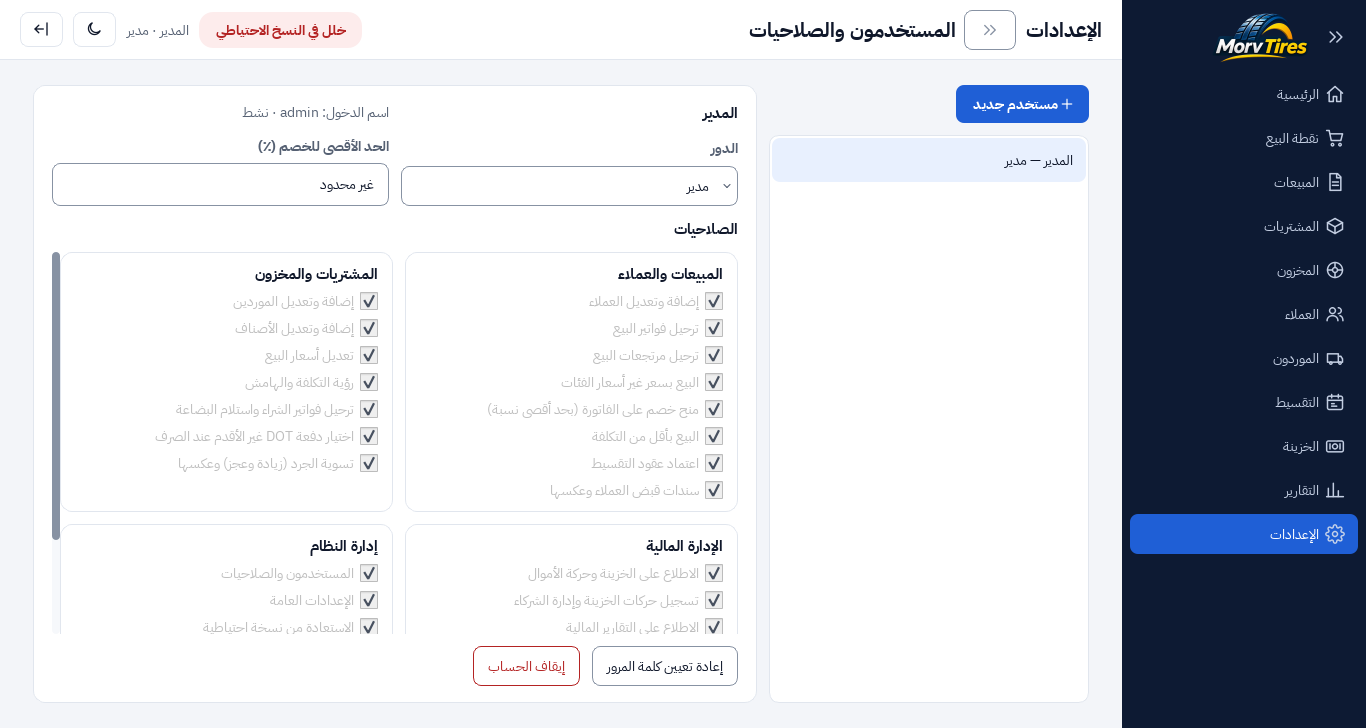 MorvTires
الرئيسية
نقطة البيع
المبيعات
المشتريات
المخزون
العملاء
الموردون
التقسيط
الخزينة
التقارير
الإعدادات
الإعدادات
المستخدمون والصلاحيات
خلل في النسخ الاحتياطي
المدير · مدير
+ مستخدم جديد
المدير — مدير
المدير
اسم الدخول: admin · نشط
الدور
الحد الأقصى للخصم (٪)
مدير
غير محدود
الصلاحيات
المبيعات والعملاء
إضافة وتعديل العملاء
ترحيل فواتير البيع
ترحيل مرتجعات البيع
البيع بسعر غير أسعار الفئات
منح خصم على الفاتورة (بحد أقصى نسبة)
البيع بأقل من التكلفة
اعتماد عقود التقسيط
سندات قبض العملاء وعكسها
المشتريات والمخزون
إضافة وتعديل الموردين
إضافة وتعديل الأصناف
تعديل أسعار البيع
رؤية التكلفة والهامش
ترحيل فواتير الشراء واستلام البضاعة
اختيار دفعة DOT غير الأقدم عند الصرف
تسوية الجرد (زيادة وعجز) وعكسها
الإدارة المالية
الاطلاع على الخزينة وحركة الأموال
تسجيل حركات الخزينة وإدارة الشركاء
الاطلاع على التقارير المالية
إدارة النظام
المستخدمون والصلاحيات
الإعدادات العامة
الاستعادة من نسخة احتياطية
إعادة تعيين كلمة المرور
إيقاف الحساب